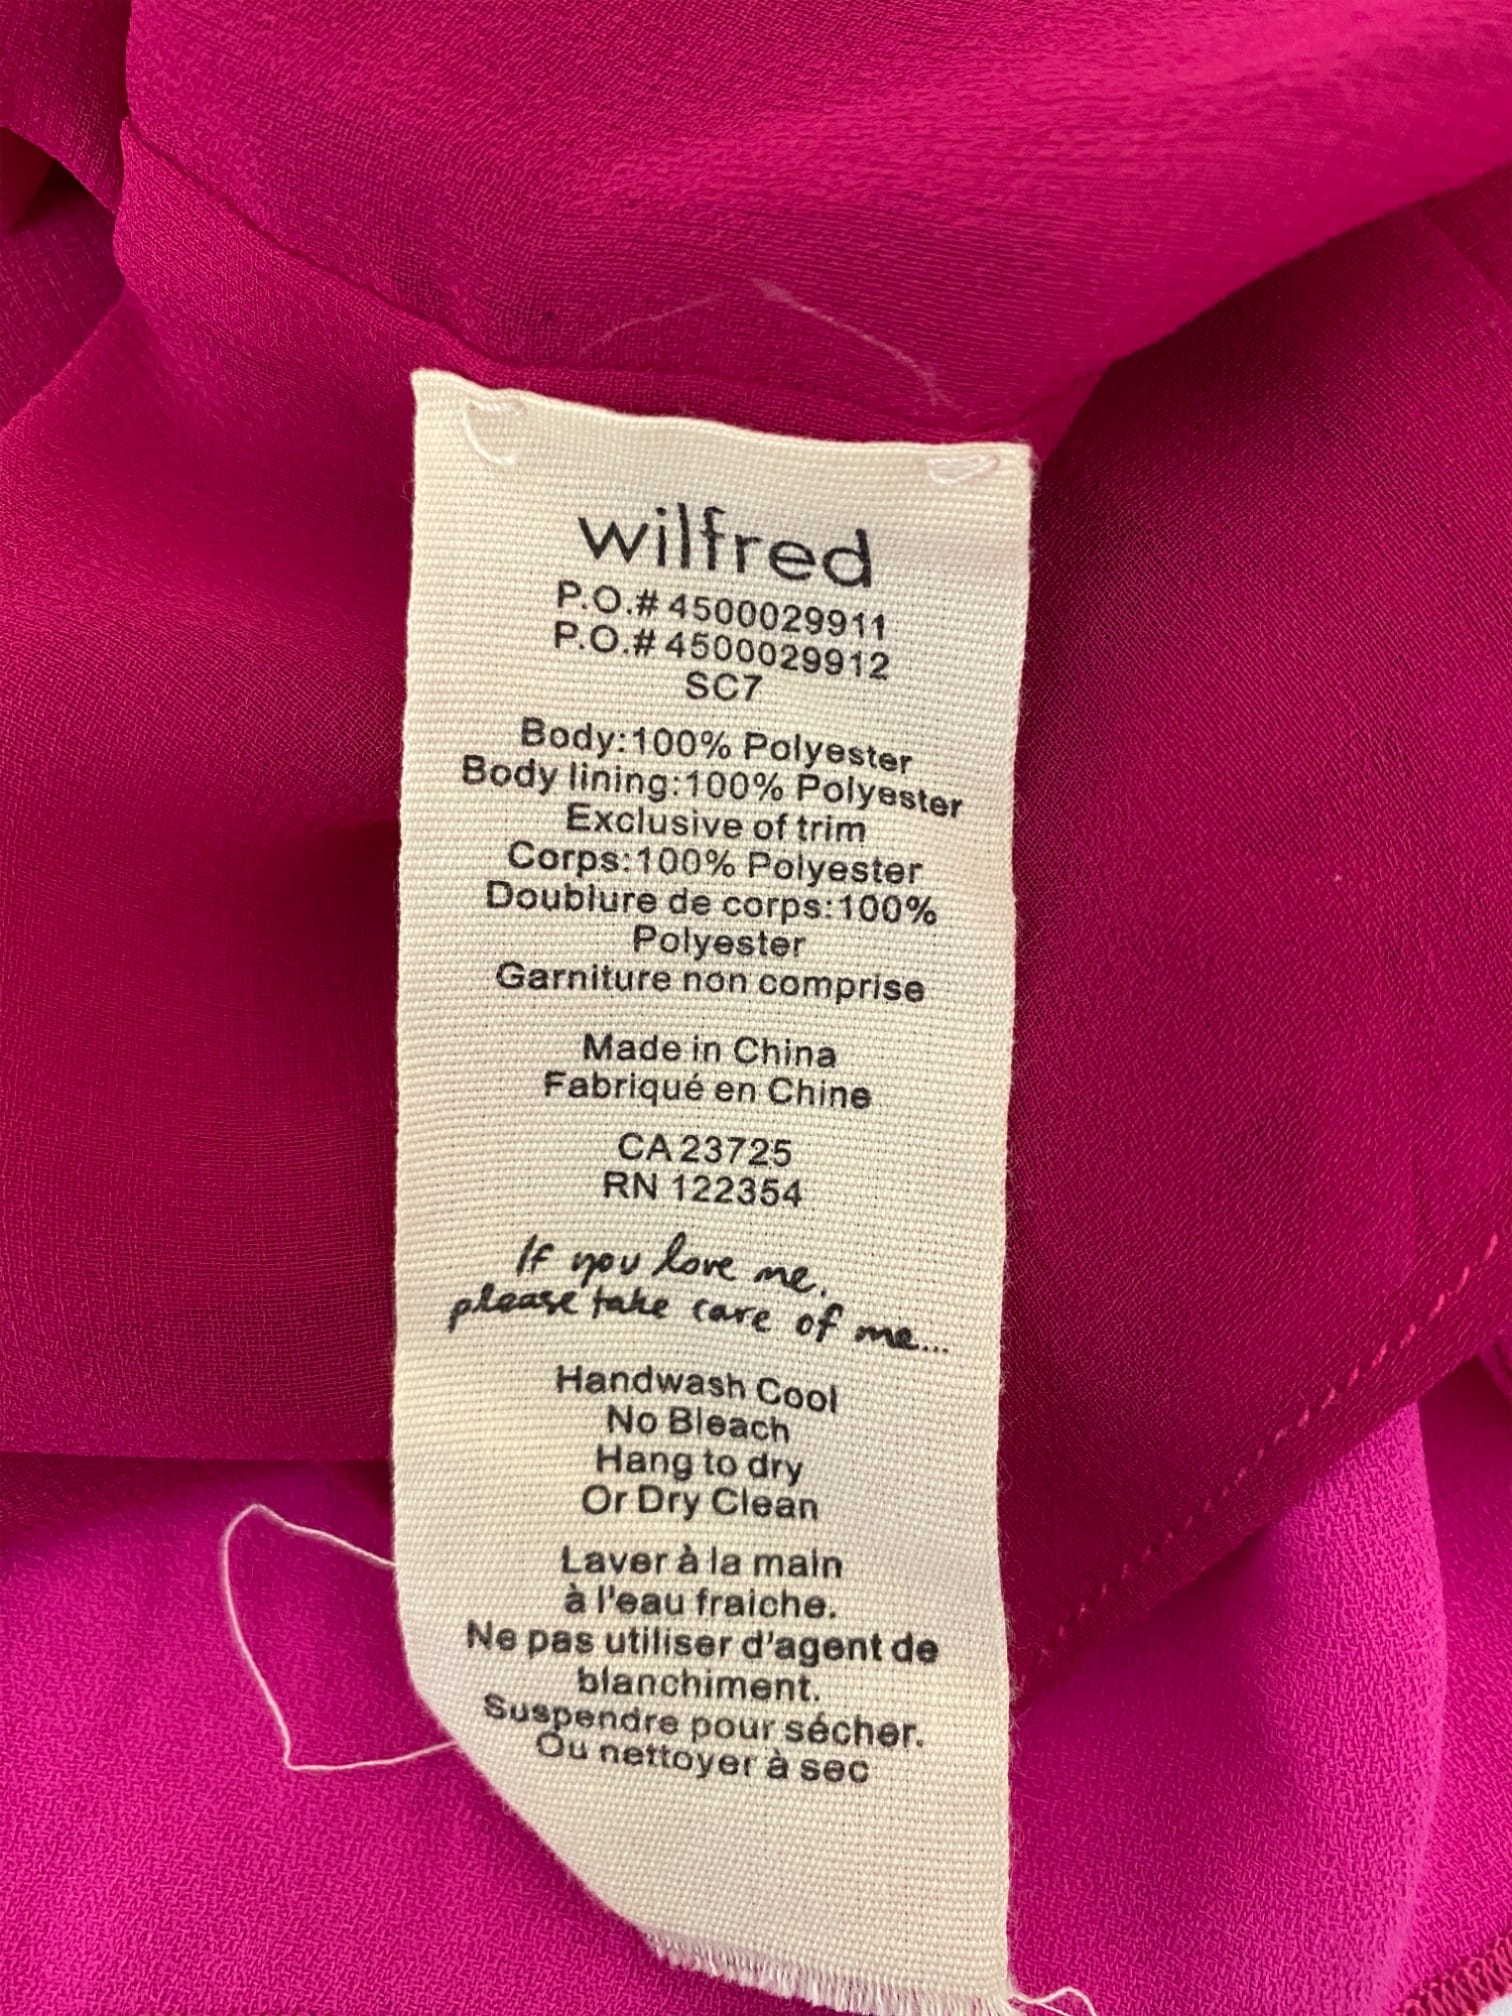 wilfred
P.O.# 4500029911
P.O.# 4500029912
SC7
Body:100% Polyester
Body lining:100% Polyester
Exclusive of trim
Corps:100% Polyester
Doublure de corps:100%
Polyester
Garniture non comprise
Made in China
Fabriqué en Chine
CA 23725
RN 122354
If you love me,
please take care of me...
Handwash Cool
No Bleach
Hang to dry
Or Dry Clean
Laver à la main
à l'eau fraiche.
Ne pas utiliser d'agent de
blanchiment.
Suspendre pour sécher.
Ou nettoyer à sec